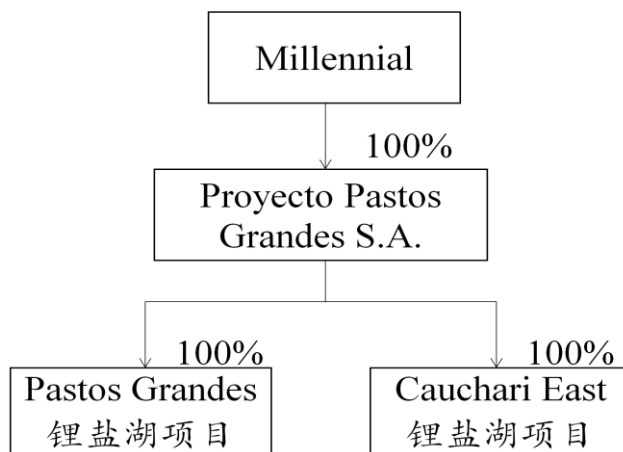 Millennial
100%
Proyecto Pastos
Grandes S.A.
100%
100%
Pastos Grandes
锂盐湖项目
Cauchari East
锂盐湖项目